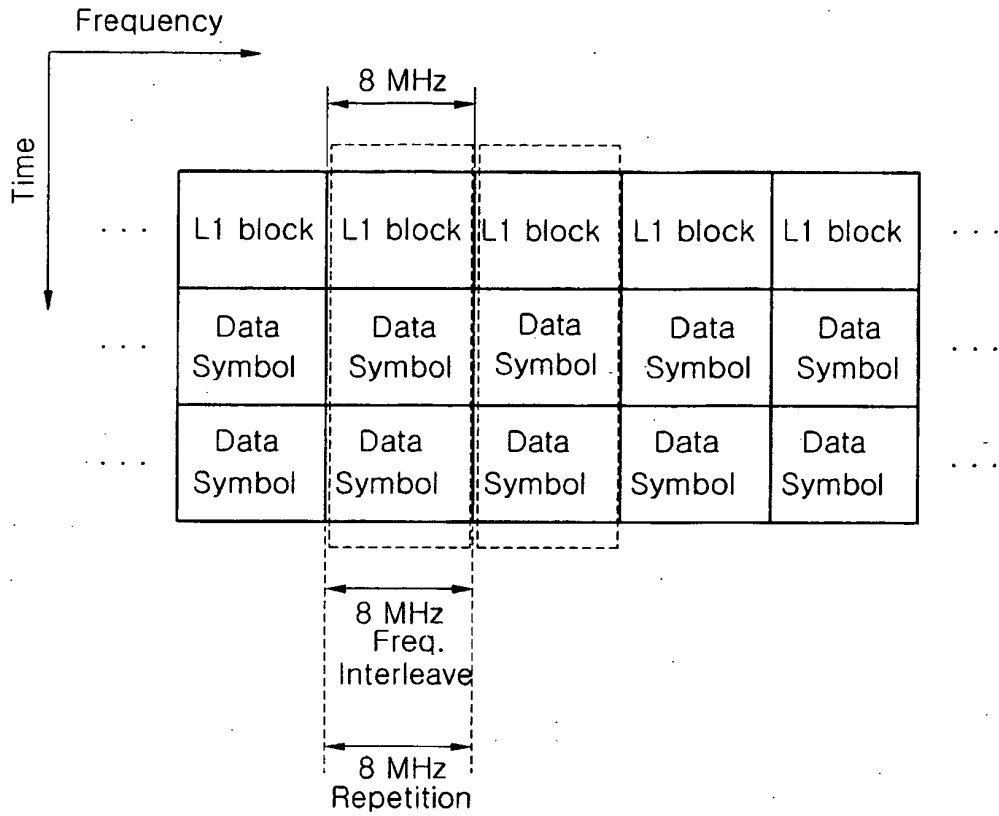 Frequency
8 MHz
Time
... L1 block L1 block L1 block L1 block L1 block ...
... Data Symbol Data Symbol Data Symbol Data Symbol Data Symbol ...
... Data Symbol Data Symbol Data Symbol Data Symbol Data Symbol ...
8 MHz
Freq.
Interleave
8 MHz
Repetition